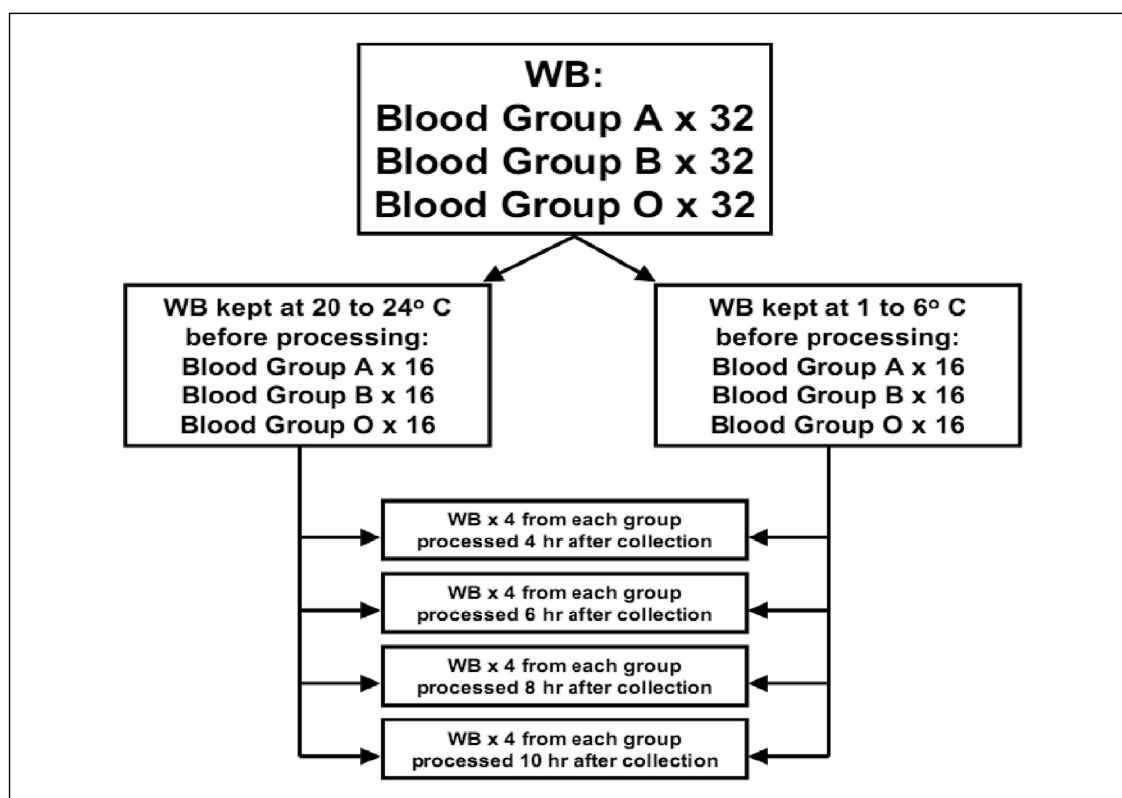 WB:
Blood Group A x 32
Blood Group B x 32
Blood Group O x 32
WB kept at 20 to 24º C
before processing:
Blood Group A x 16
Blood Group B x 16
Blood Group O x 16
WB kept at 1 to 6º C
before processing:
Blood Group A x 16
Blood Group B x 16
Blood Group O x 16
WB x 4 from each group
processed 4 hr after collection
WB x 4 from each group
processed 6 hr after collection
WB x 4 from each group
processed 8 hr after collection
WB x 4 from each group
processed 10 hr after collection